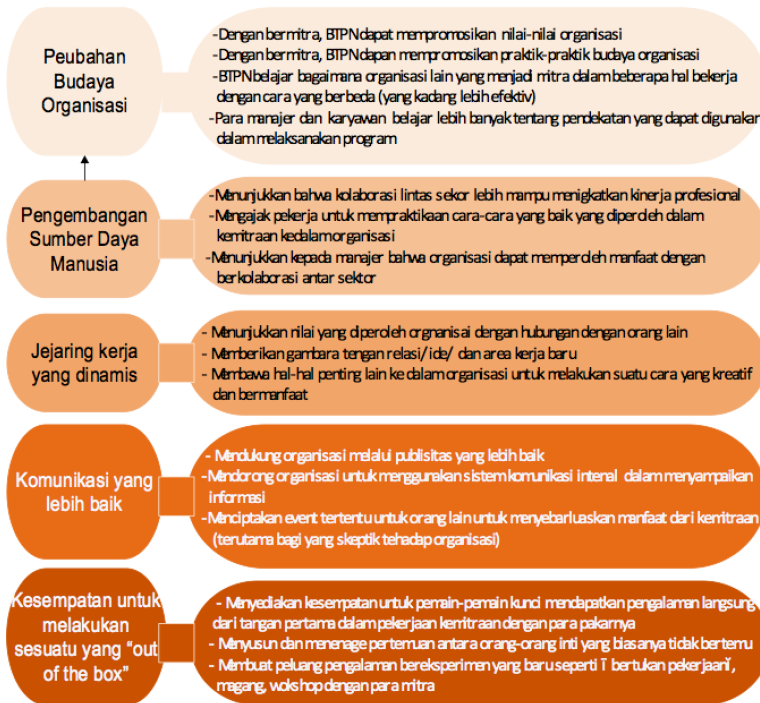 Peubahan
Budaya
Organisasi
-Dengan bermitra, BTPN dapat mempromosikan nilai-nilai organisasi
-Dengan bermitra, BTPN dapan mempromosikan praktik-praktik budaya organisasi
-BTPN belajar bagaimana organisasi lain yang menjadi mitra dalam beberapa hal bekerja
dengan cara yang berbeda (yang kadang lebih efektiv)
-Para manajer dan karyawan belajar lebih banyak tentang pendekatan yang dapat digunakan
dalam melaksanakan program
Pengembangan
Sumber Daya
Manusia
-Menunjukkan bahwa kolaborasi lintas sekor lebih mampu menigkatkan kinerja profesional
-Mengajak pekerja untuk mempraktikaan cara-cara yang baik yang diperoleh dalam
kemitraan kedalam organisasi
-Menunjukkan kepada manajer bahwa organisasi dapat memperoleh manfaat dengan
berkolaborasi antar sektor
Jejaring kerja
yang dinamis
- Menunjukkan nilai yang diperoleh orgnanisai dengan hubungan dengan orang lain
- Memberikan gambara tengan relasi/ide/ dan area kerja baru
- Membawa hal-hal penting lain ke dalam organisasi untuk melakukan suatu cara yang kreatif
dan bermanfaat
Komunikasi yang
lebih baik
- Mendukung organisasi melalui publisitas yang lebih baik
-Mendorong organisasi untuk menggunakan sistem komunikasi intenal dalam menyampaikan
informasi
-Menciptakan event tertentu untuk orang lain untuk menyebarluaskan manfaat dari kemitraan
(terutama bagi yang skeptik tehadap organisasi)
Kesempatan untuk
melakukan
sesuatu yang "out
of the box"
- Menyediakan kesempatan untuk pemain-pemain kunci mendapatkan pengalaman langsung
dari tangan pertama dalam pekerjaan kemitraan dengan para pakarnya
- Menyusun dan menenage pertemuan antara orang-orang inti yang biasanya tidak bertemu
- Membuat peluang pengalaman bereksperimen yang baru seperti ï bertukan pekerjaanï,
magang, wokshop dengan para mitra